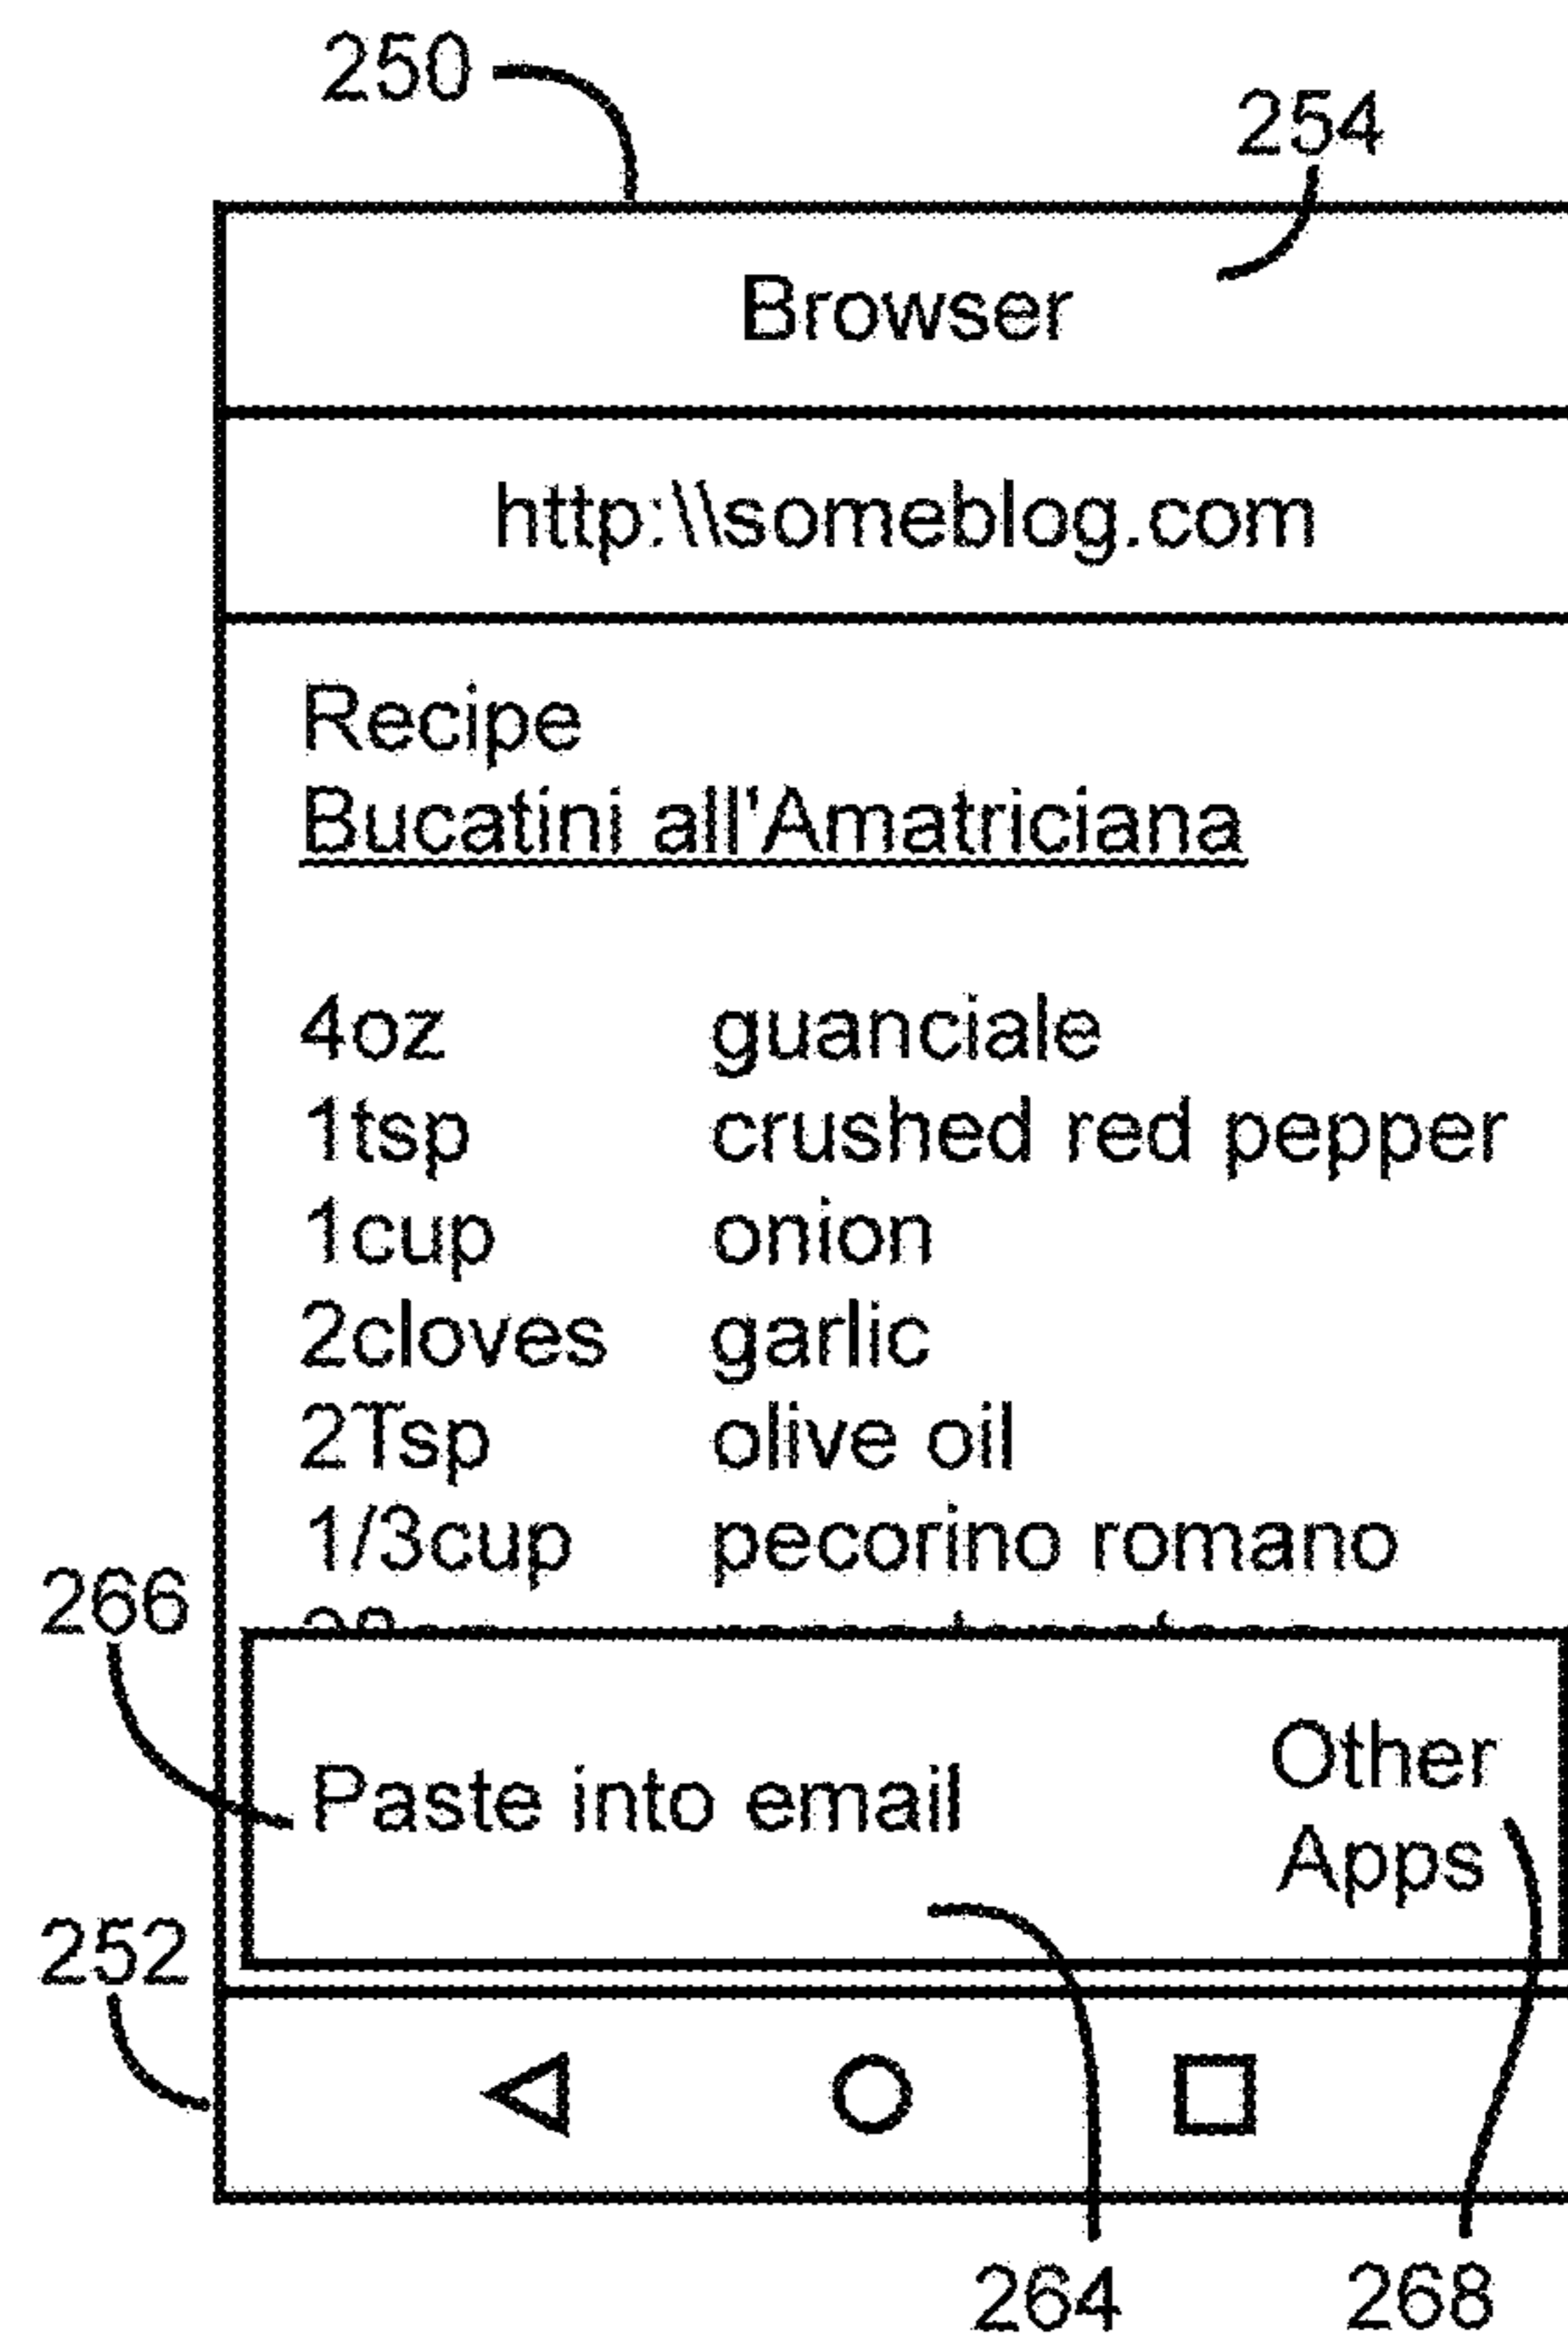 250
254
Browser
http:\\someblog.com
Recipe
Bucatini all'Amatriciana
4oz guanciale
1tsp crushed red pepper
1cup onion
2cloves garlic
2Tsp olive oil
1/3cup pecorino romano
266
Paste into email
Other
Apps
252
264 268